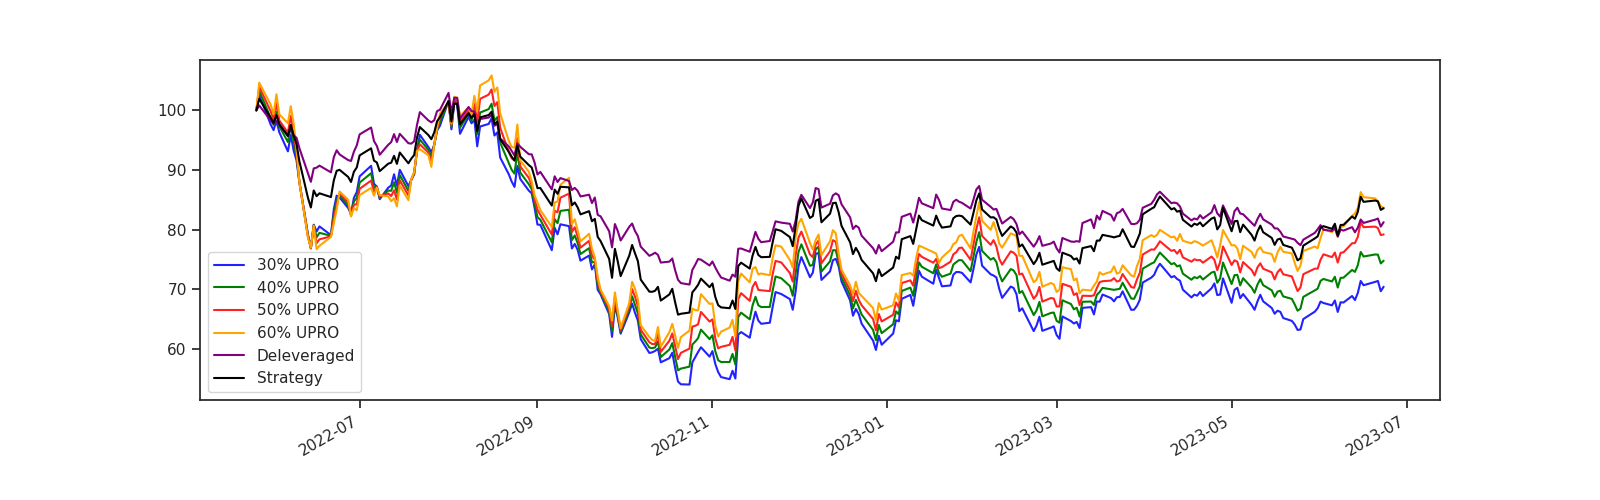 100
90
80
70
60
30% UPRO
40% UPRO
50% UPRO
60% UPRO
Deleveraged
Strategy
2022-07
2022-09
2022-11
2023-01
2023-03
2023-05
2023-07